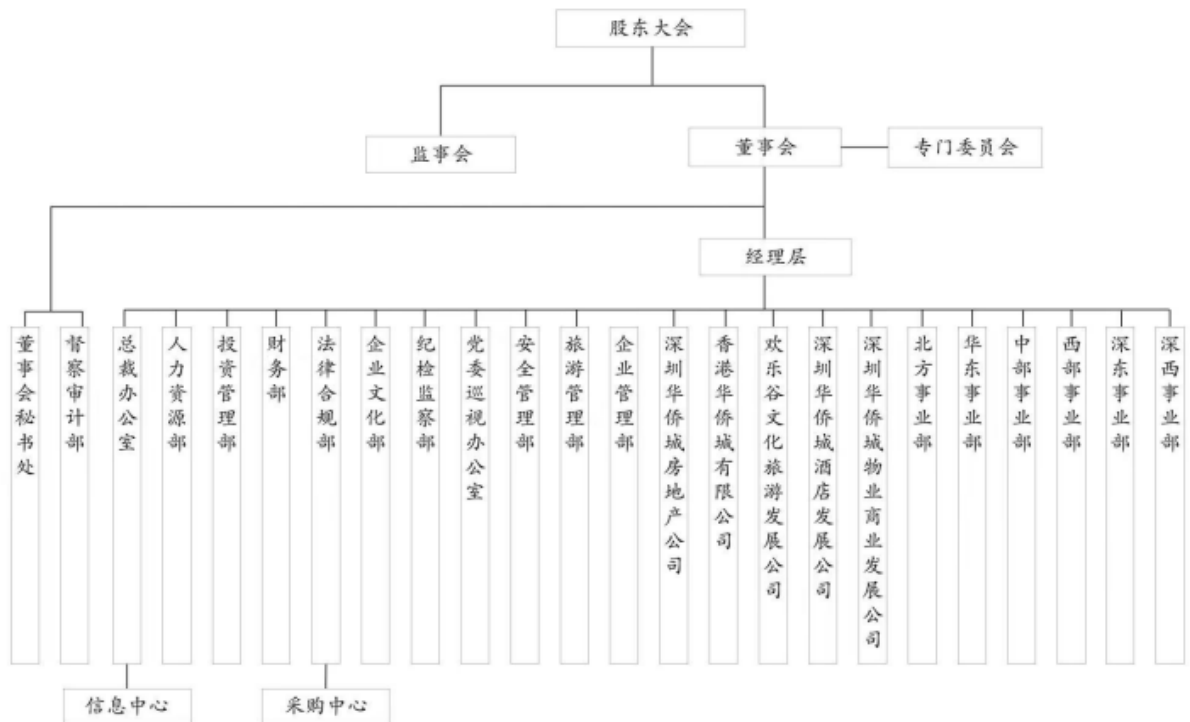 股东大会
监事会
董事会
专门委员会
经理层
董事会秘书处
督察审计部
总裁办公室
人力资源部
投资管理部
财务部
法律合规部
企业文化部
纪检监察部
党委巡视办公室
安全管理部
旅游管理部
企业管理部
深圳华侨城房地产公司
香港华侨城有限公司
欢乐谷文化旅游发展公司
深圳华侨城酒店发展公司
深圳华侨城物业商业发展公司
北方事业部
华东事业部
中部事业部
西部事业部
深东事业部
深西事业部
信息中心
采购中心